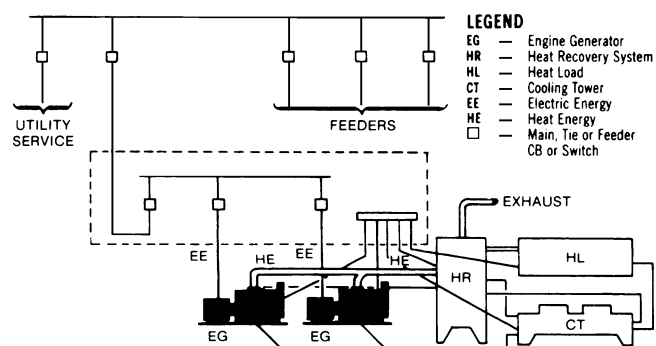 LEGEND
EG — Engine Generator
HR — Heat Recovery System
HL — Heat Load
CT — Cooling Tower
EE — Electric Energy
HE — Heat Energy
— Main, Tie or Feeder
CB or Switch
UTILITY
SERVICE
FEEDERS
EXHAUST
EE
HE
EE
HE
HR
HL
CT
EG
EG